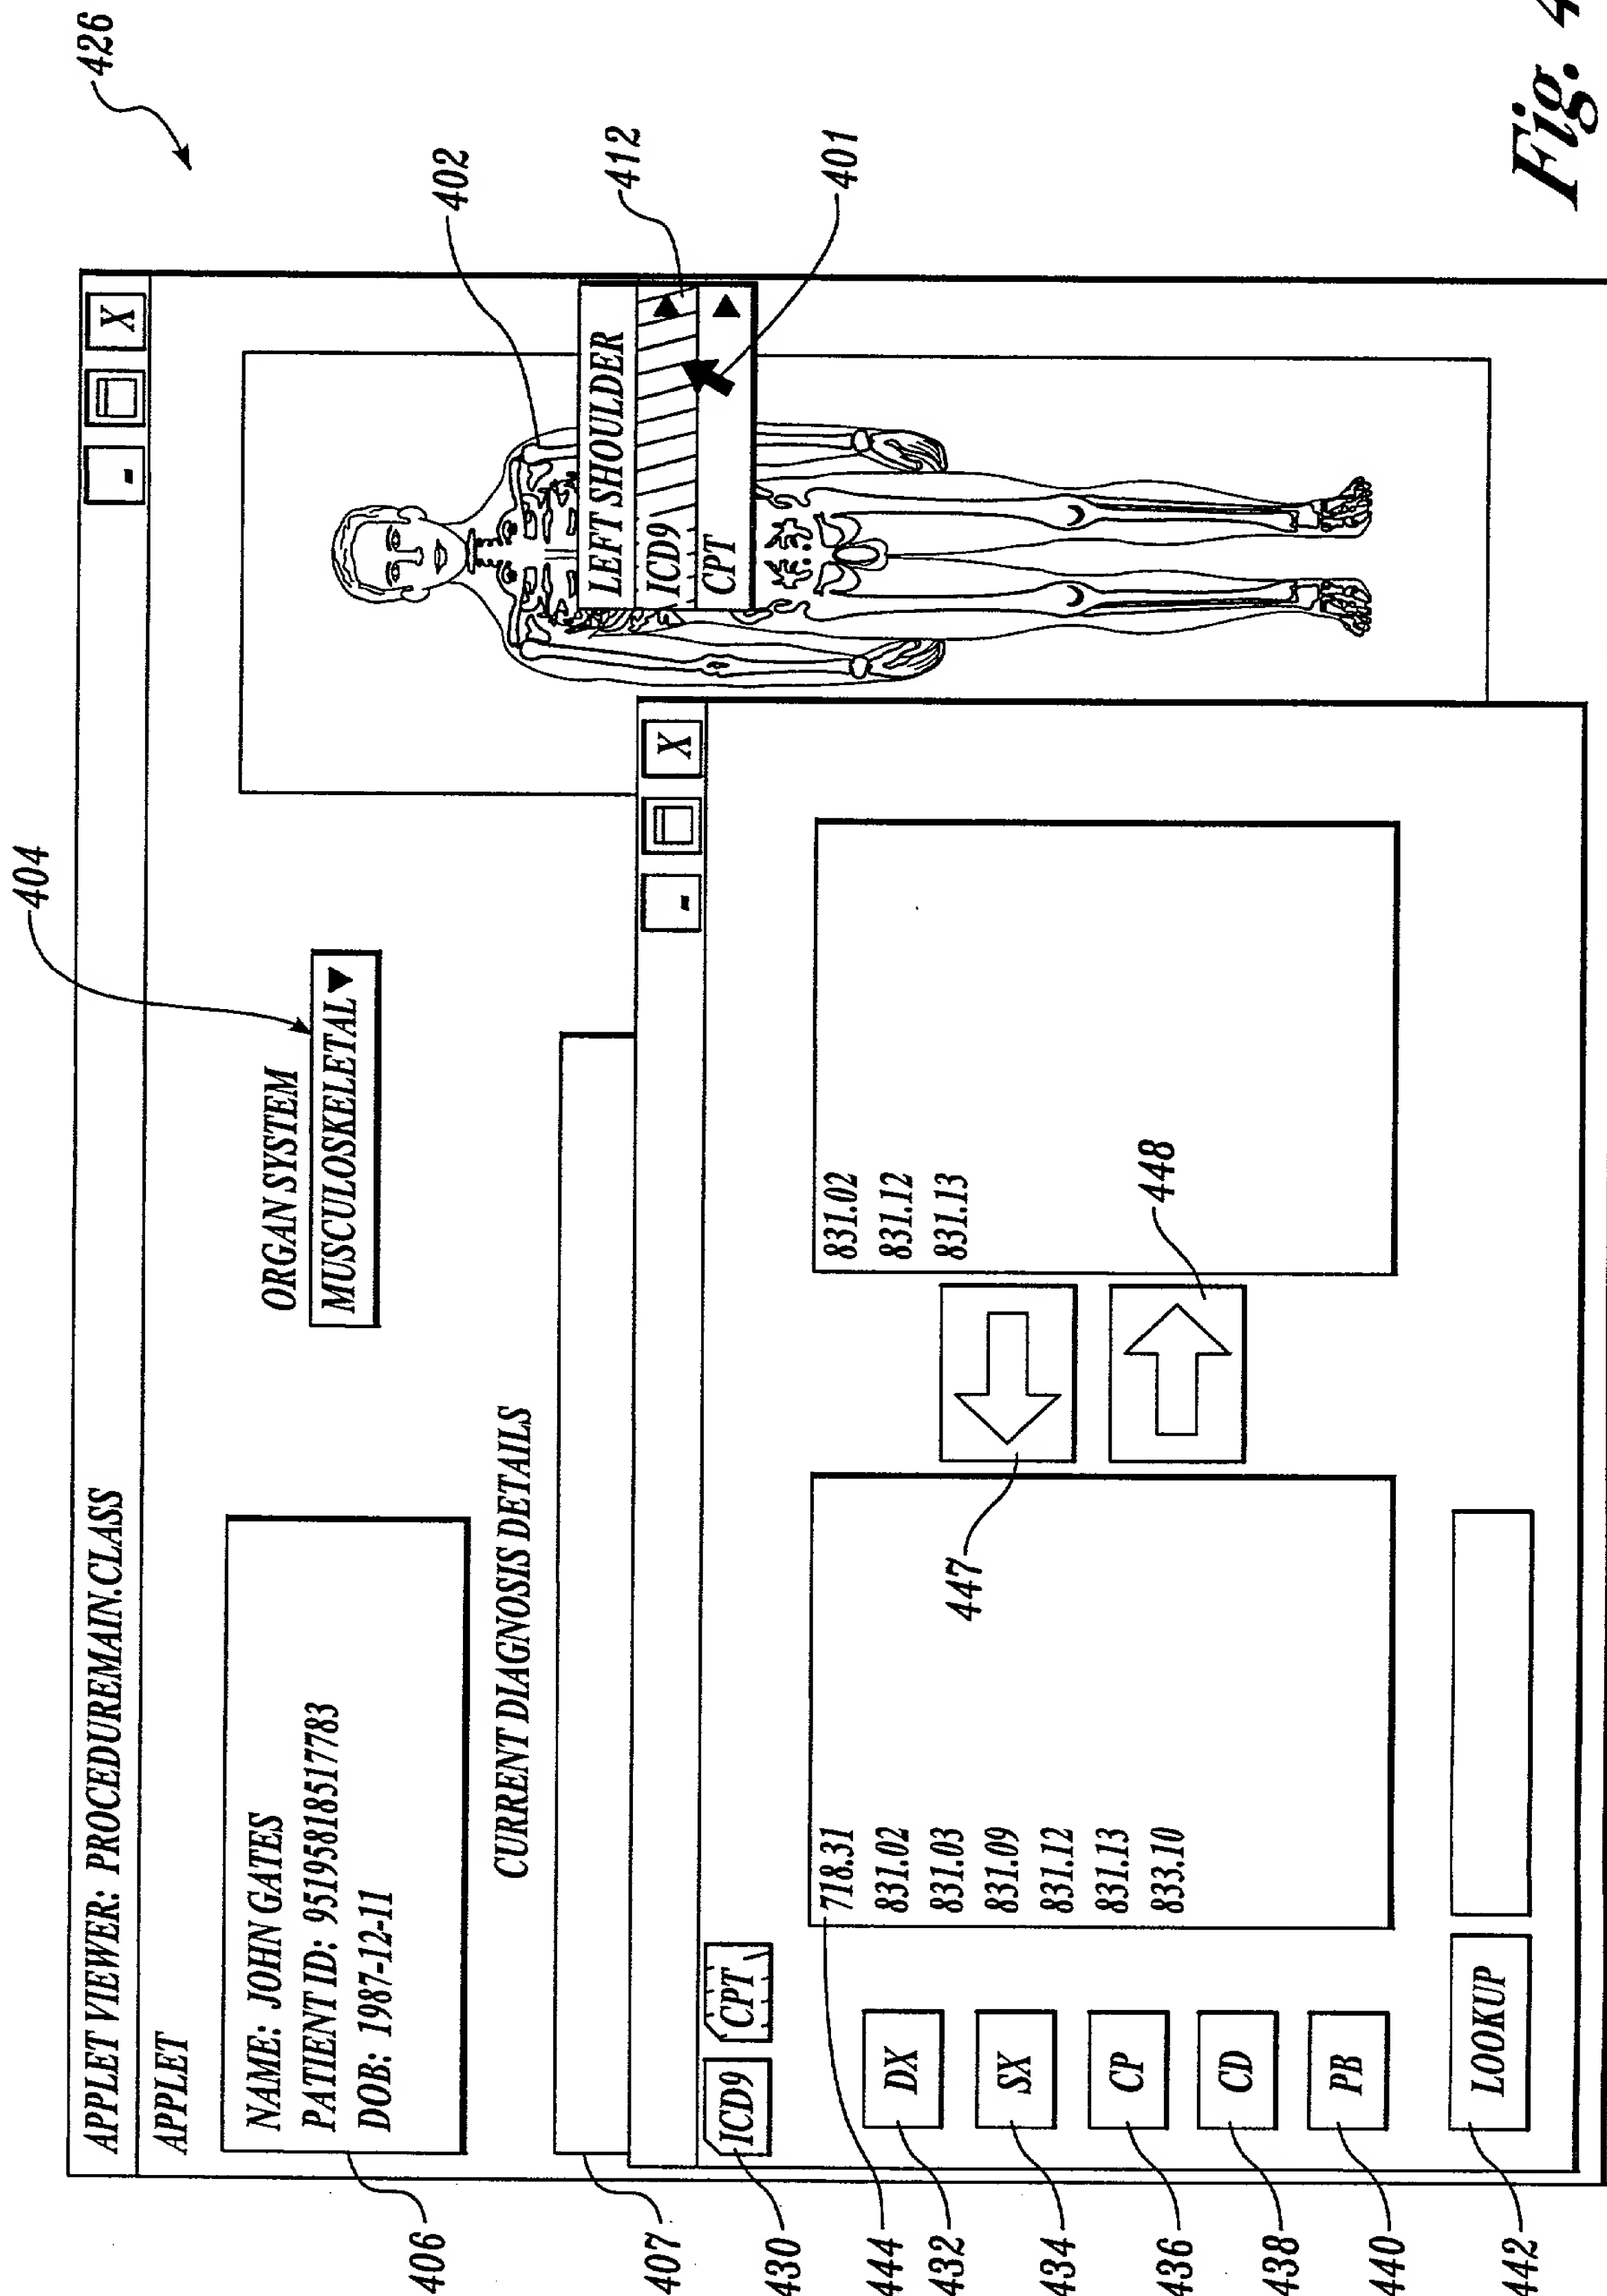 426
APPLET VIEWER: PROCEDUREMAIN.CLASS
- X
APPLET
404
402
412
401
NAME: JOHN GATES
PATIENT ID: 9519581851 7783
DOB: 1987-12-11
406
ORGAN SYSTEM
MUSCULOSKELETAL
LEFT SHOULDER
ICD9
CPT
CURRENT DIAGNOSIS DETAILS
407
- X
430
ICD9 CPT
444
718.31
831.02
831.03
831.09
831.12
831.13
833.10
831.02
831.12
831.13
447
448
432
DX
434
SX
436
CP
438
CD
440
PB
442
LOOKUP
Fig.